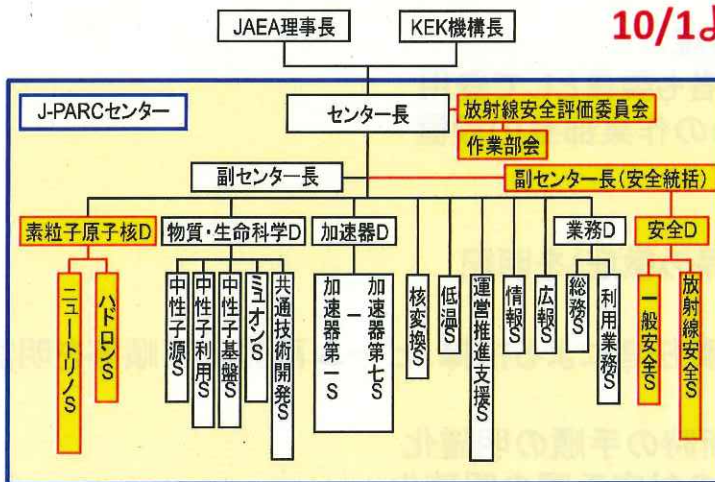 JAEA理事長
KEK機構長
10/1よ
J-PARCセンター
センター長
放射線安全評価委員会
作業部会
副センター長
副センター長(安全統括)
素粒子原子核D
物質・生命科学D
加速器D
業務D
安全D
ニュートリノS
ハドロンS
中性子源S
中性子利用S
中性子基盤S
ミュオンS
共通技術開発S
加速器第一S
ー
加速器第七S
核変換S
低温S
運営推進支援S
情報S
広報S
総務S
利用業務S
一般安全S
放射線安全S